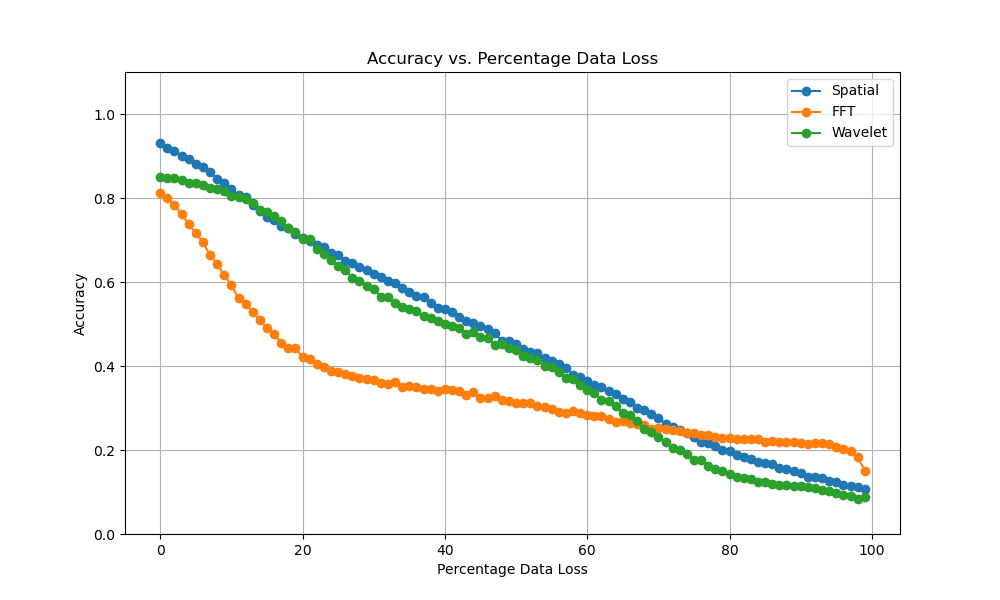 Accuracy vs. Percentage Data Loss
Spatial
FFT
Wavelet
1.0
0.8
0.6
0.4
0.2
0.0
Accuracy
0 20 40 60 80 100
Percentage Data Loss